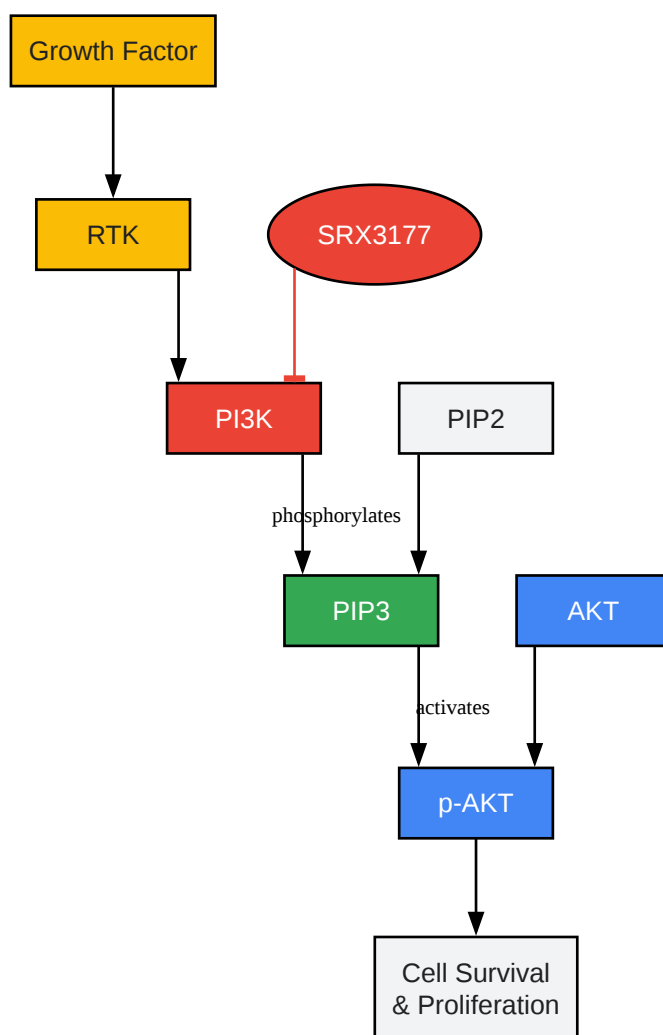 Growth Factor
RTK
SRX3177
PI3K
PIP2
phosphorylates
PIP3
AKT
activates
p-AKT
Cell Survival
& Proliferation